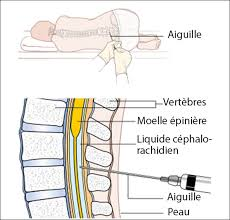 Aiguille
Vertèbres
Moelle épinière
Liquide céphalo-
rachidien
Aiguille
Peau